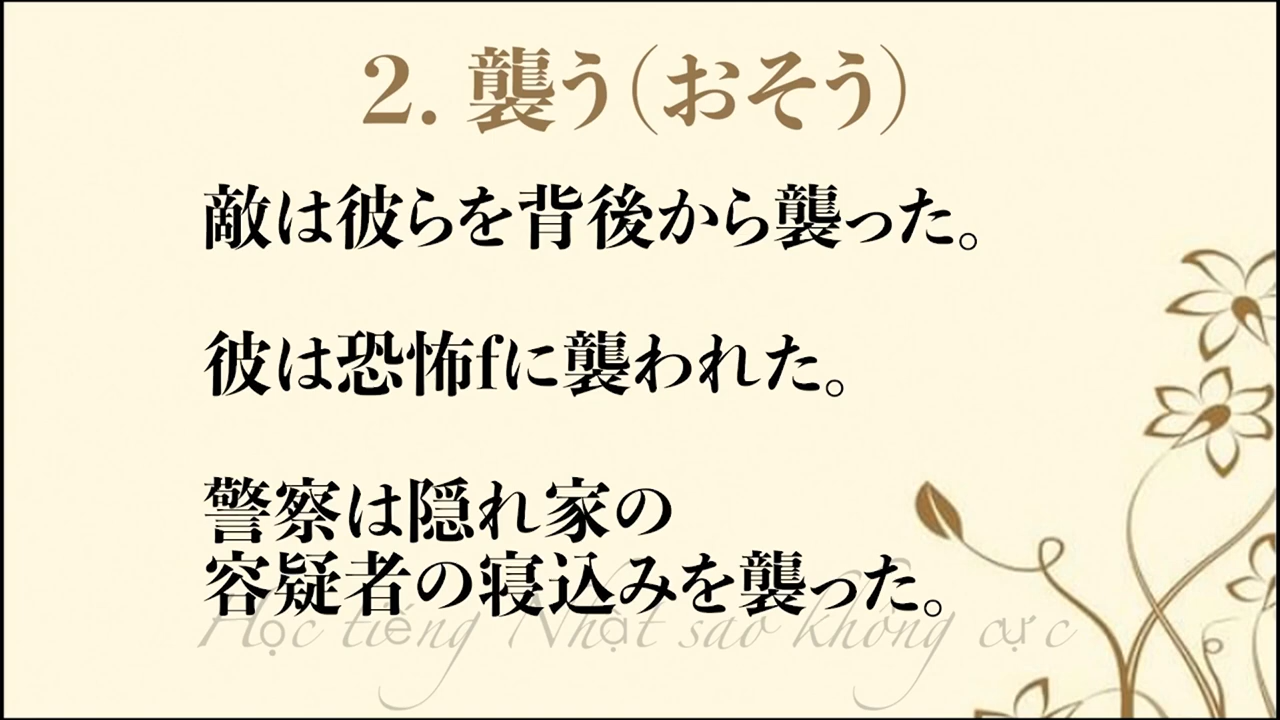 2. 襲う（おそう）
敵は彼らを背後から襲った。
彼は恐怖fに襲われた。
警察は隠れ家の
容疑者の寝込みを襲った。
Học tiếng Nhật sao không cực